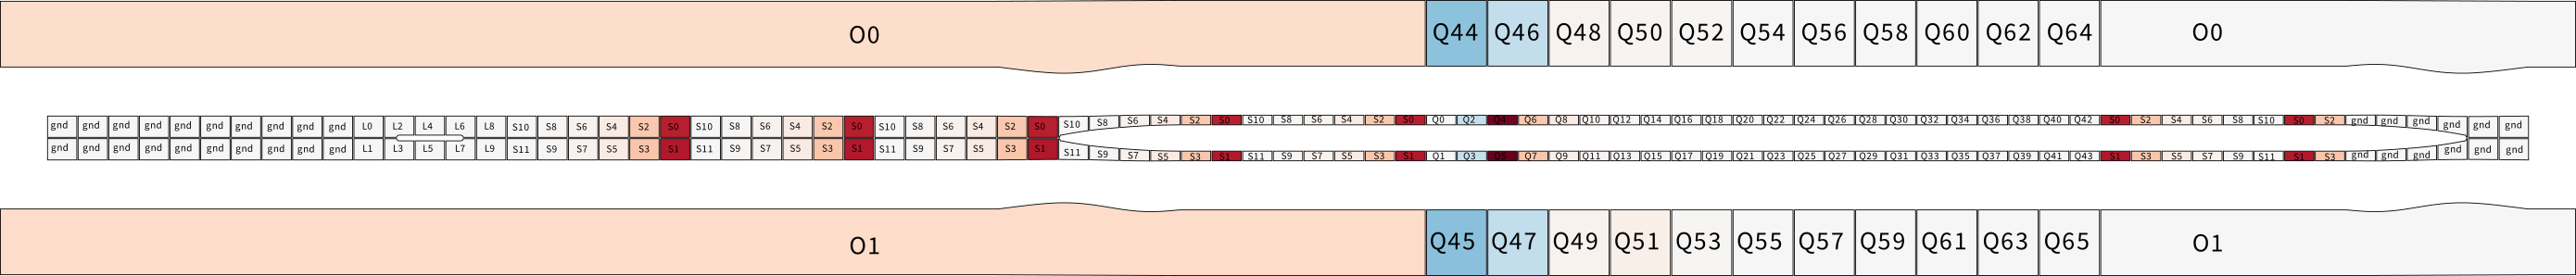 O0 Q44 Q46 Q48 Q50 Q52 Q54 Q56 Q58 Q60 Q62 Q64 O0
gnd gnd gnd gnd gnd gnd gnd gnd gnd gnd L0 L2 L4 L6 L8 S10 S8 S6 S4 S2 S0 S10 S8 S6 S4 S2 S0 S10 S8 S6 S4 S2 S0 S10 S8 S6 S4 S2 S0 S10 S8 S6 S4 S2 S0 Q0 Q2 Q4 Q6 Q8 Q10 Q12 Q14 Q16 Q18 Q20 Q22 Q24 Q26 Q28 Q30 Q32 Q34 Q36 Q38 Q40 Q42 S0 S2 S4 S6 S8 S10 S0 S2 gnd gnd gnd gnd gnd gnd
gnd gnd gnd gnd gnd gnd gnd gnd gnd gnd L1 L3 L5 L7 L9 S11 S9 S7 S5 S3 S1 S11 S9 S7 S5 S3 S1 S11 S9 S7 S5 S3 S1 S11 S9 S7 S5 S3 S1 S11 S9 S7 S5 S3 S1 Q1 Q3 Q5 Q7 Q9 Q11 Q13 Q15 Q17 Q19 Q21 Q23 Q25 Q27 Q29 Q31 Q33 Q35 Q37 Q39 Q41 Q43 S1 S3 S5 S7 S9 S11 S1 S3 gnd gnd gnd gnd gnd gnd
O1 Q45 Q47 Q49 Q51 Q53 Q55 Q57 Q59 Q61 Q63 Q65 O1